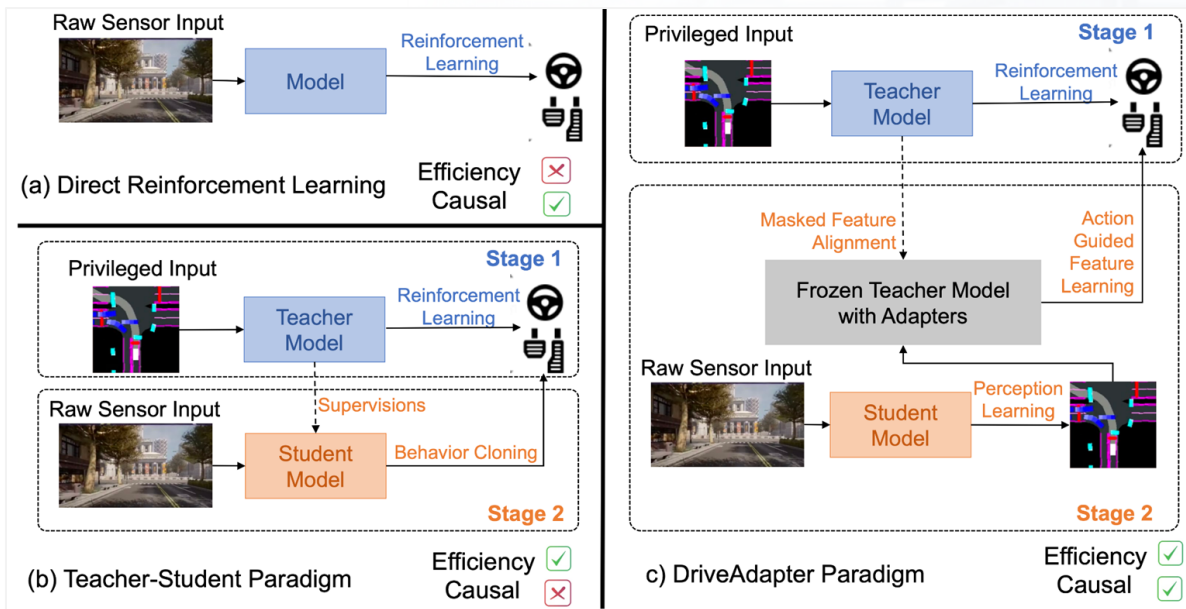 Raw Sensor Input
Model
Reinforcement
Learning
Efficiency
Causal
(a) Direct Reinforcement Learning
Stage 1
Privileged Input
Teacher
Model
Reinforcement
Learning
Raw Sensor Input
Supervisions
Student
Model
Behavior Cloning
Stage 2
Efficiency
Causal
(b) Teacher-Student Paradigm
Stage 1
Privileged Input
Teacher
Model
Reinforcement
Learning
Masked Feature
Alignment
Action
Guided
Feature
Learning
Frozen Teacher Model
with Adapters
Raw Sensor Input
Student
Model
Perception
Learning
Stage 2
Efficiency
Causal
c) DriveAdapter Paradigm